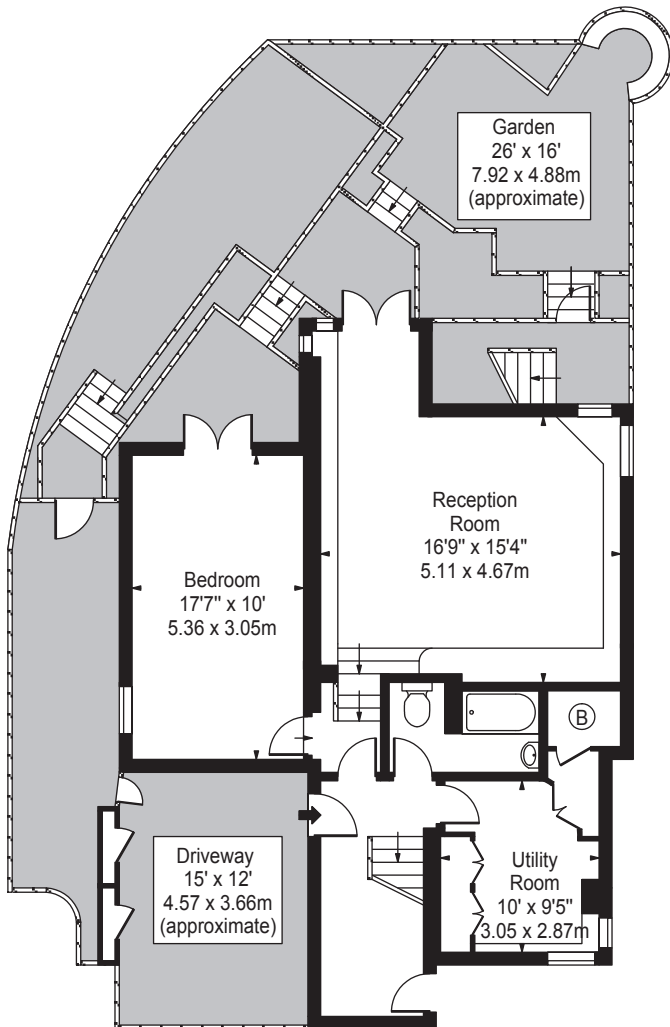 Garden
26' x 16'
7.92 x 4.88m
(approximate)
Reception
Room
16'9" x 15'4"
5.11 x 4.67m
Bedroom
17'7" x 10'
5.36 x 3.05m
B
Driveway
15' x 12'
4.57 x 3.66m
(approximate)
Utility
Room
10' x 9'5"
3.05 x 2.87m